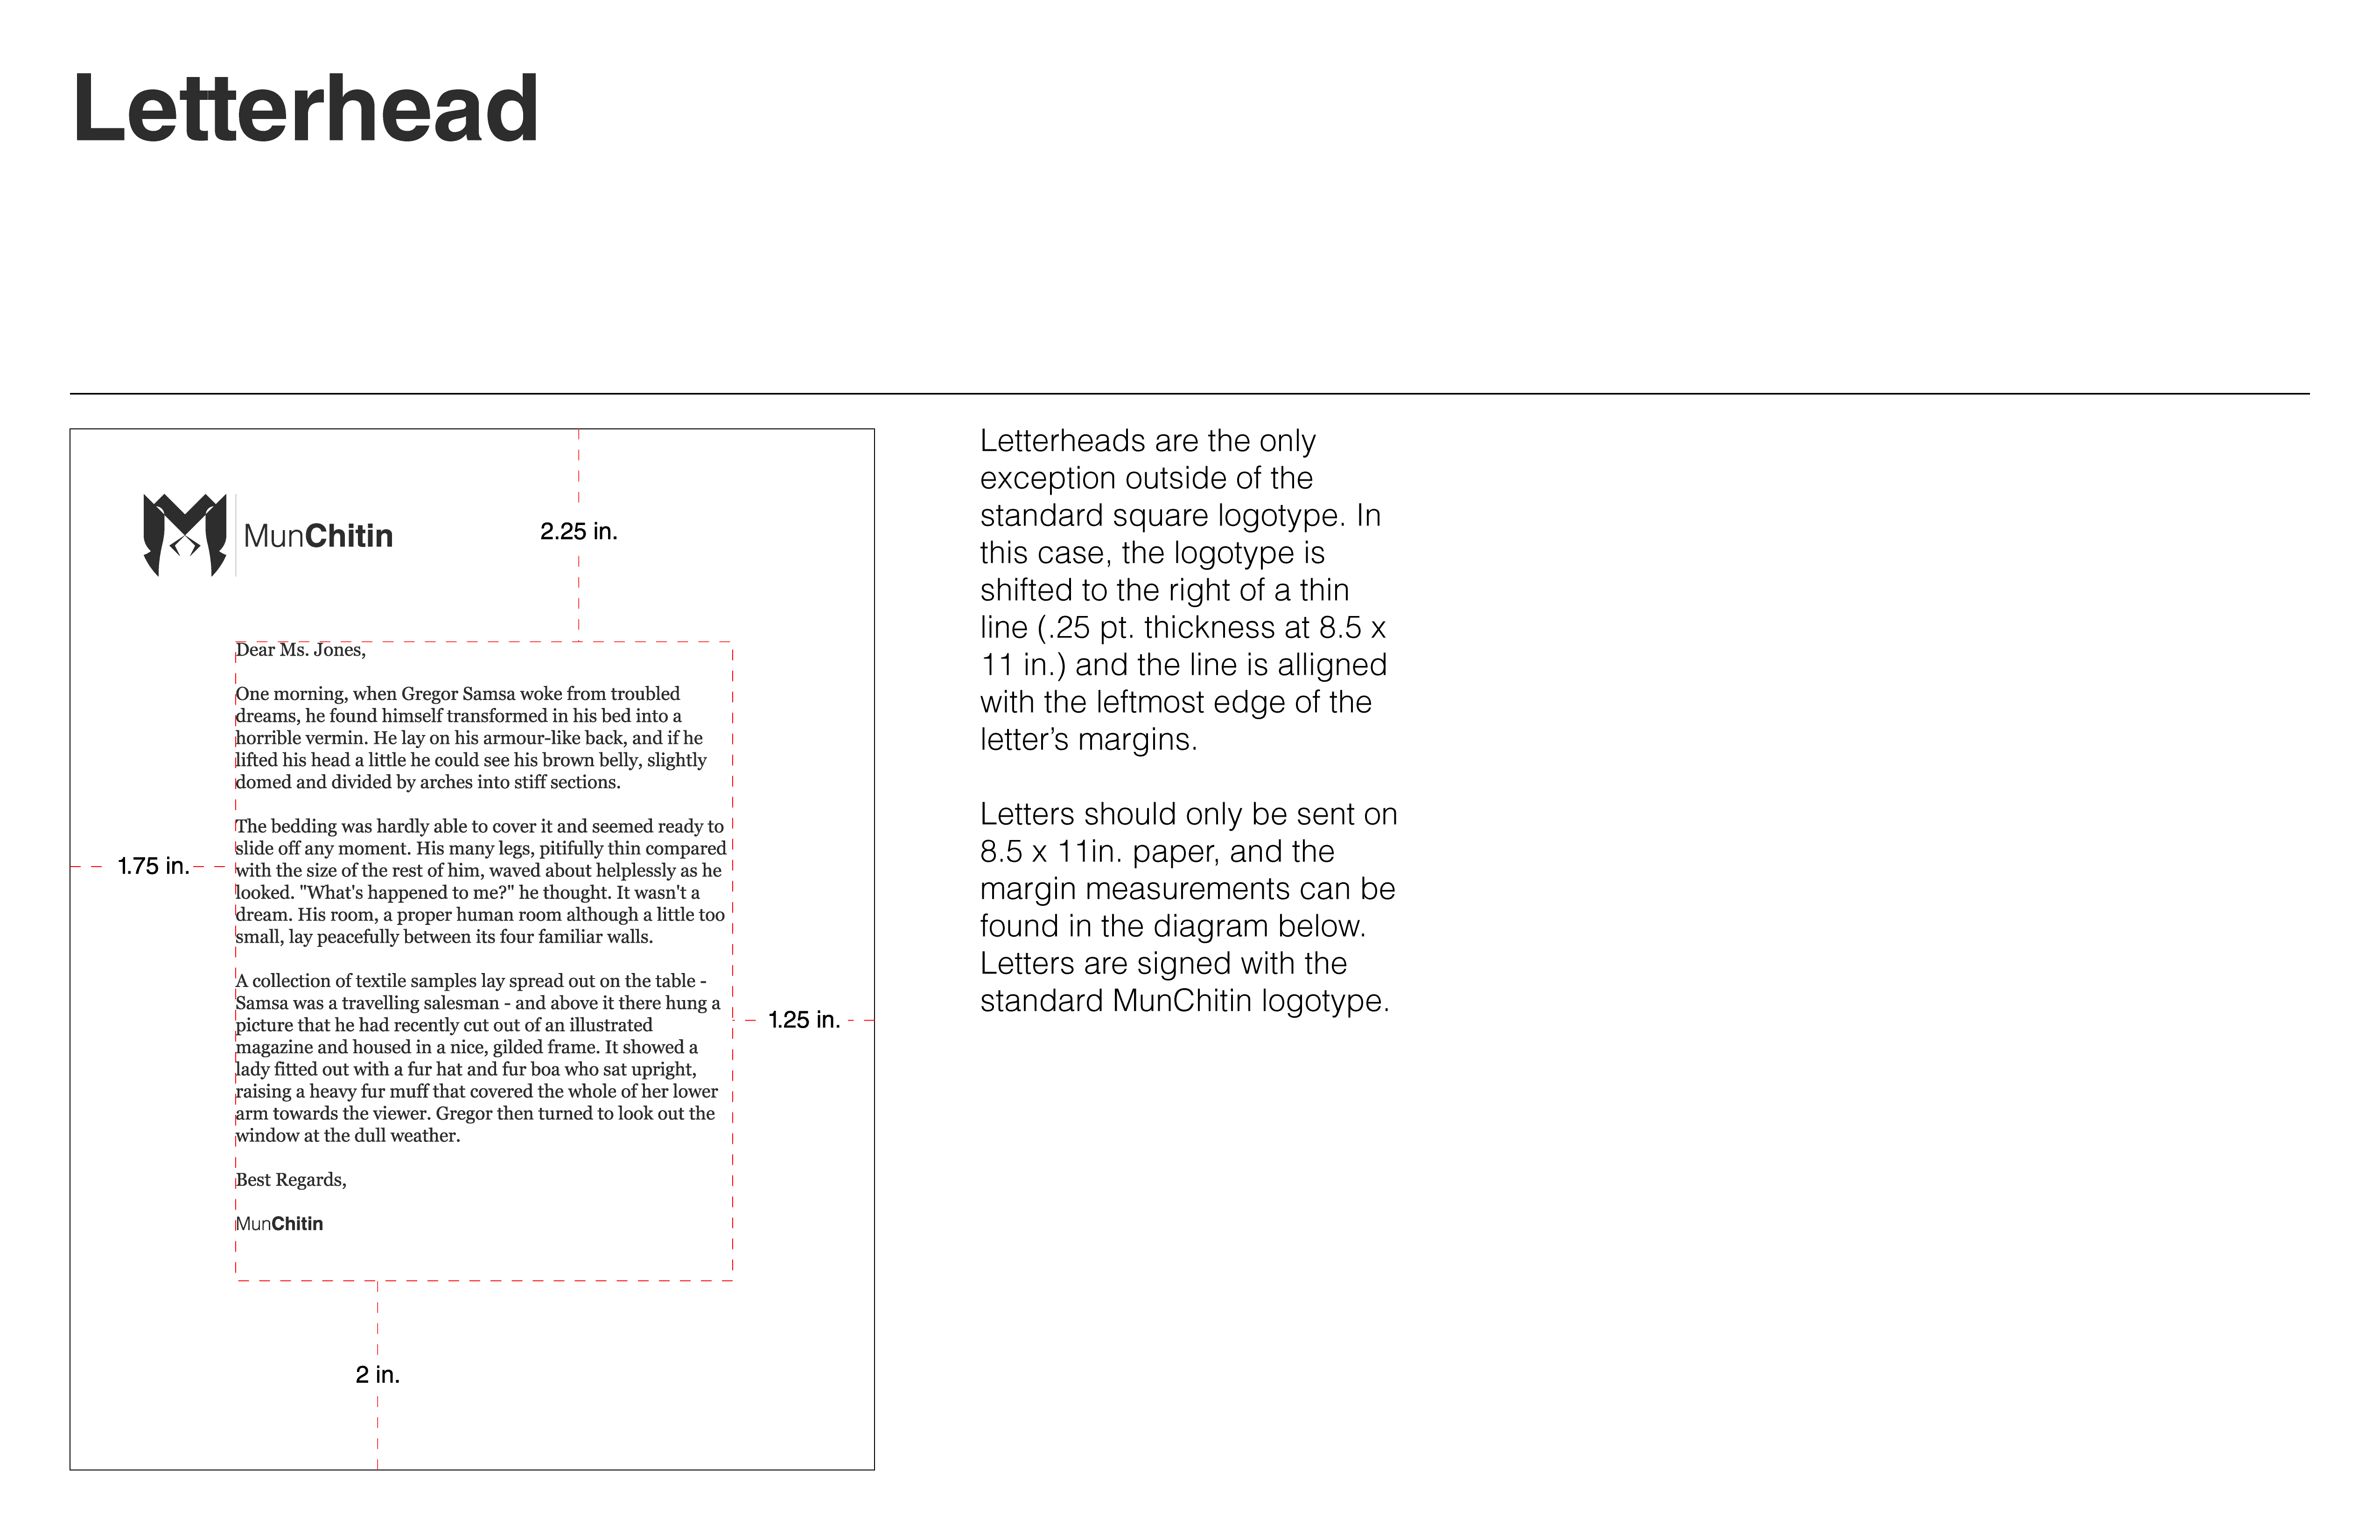 Letterhead
MunChitin
2.25 in.
Dear Ms. Jones,
One morning, when Gregor Samsa woke from troubled
dreams, he found himself transformed in his bed into a
horrible vermin. He lay on his armour-like back, and if he
lifted his head a little he could see his brown belly, slightly
domed and divided by arches into stiff sections.
The bedding was hardly able to cover it and seemed ready to
slide off any moment. His many legs, pitifully thin compared
with the size of the rest of him, waved about helplessly as he
looked. "What's happened to me?" he thought. It wasn't a
dream. His room, a proper human room although a little too
small, lay peacefully between its four familiar walls.
A collection of textile samples lay spread out on the table -
Samsa was a travelling salesman - and above it there hung a
picture that he had recently cut out of an illustrated
magazine and housed in a nice, gilded frame. It showed a
lady fitted out with a fur hat and fur boa who sat upright,
raising a heavy fur muff that covered the whole of her lower
arm towards the viewer. Gregor then turned to look out the
window at the dull weather.
Best Regards,
MunChitin
1.75 in.
1.25 in.
2 in.
Letterheads are the only
exception outside of the
standard square logotype. In
this case, the logotype is
shifted to the right of a thin
line (.25 pt. thickness at 8.5 x
11 in.) and the line is alligned
with the leftmost edge of the
letter’s margins.
Letters should only be sent on
8.5 x 11in. paper, and the
margin measurements can be
found in the diagram below.
Letters are signed with the
standard MunChitin logotype.